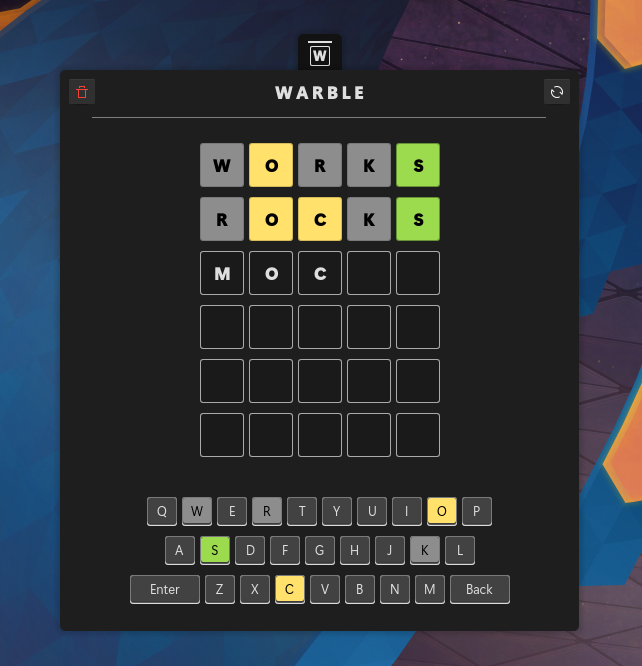 W
WARBLE
W O R K S
R O C K S
M O C
Q W E R T Y U I O P
A S D F G H J K L
Enter Z X C V B N M Back